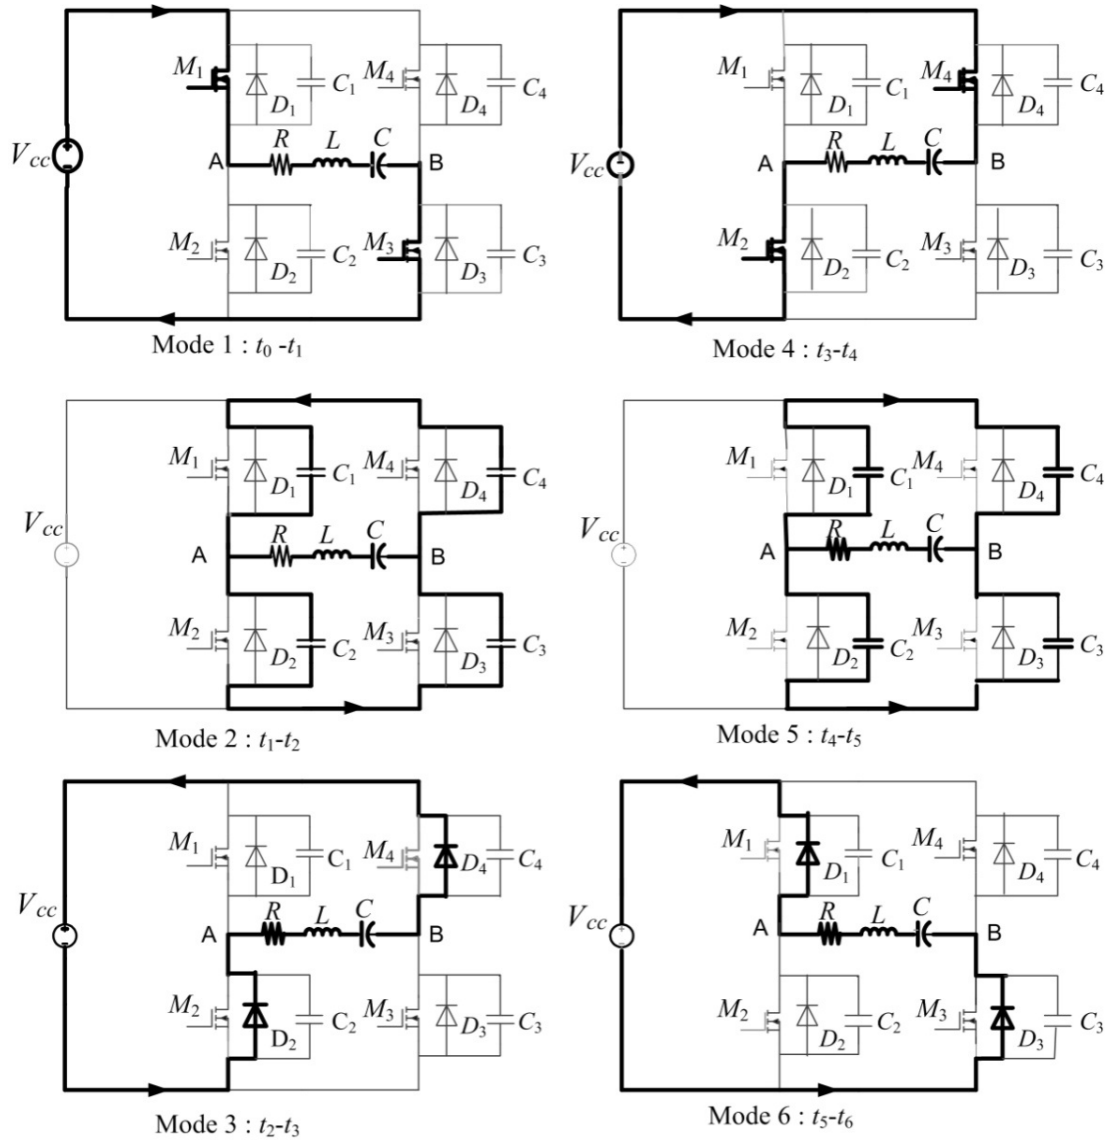 M1 D1 C1 M4 D4 C4
Vcc A R L C B
M2 D2 C2 M3 D3 C3
Mode 1 : t0 -t1
M1 D1 C1 M4 D4 C4
Vcc A R L C B
M2 D2 C2 M3 D3 C3
Mode 4 : t3-t4
M1 D1 C1 M4 D4 C4
Vcc A R L C B
M2 D2 C2 M3 D3 C3
Mode 2 : t1-t2
M1 D1 C1 M4 D4 C4
Vcc A R L C B
M2 D2 C2 M3 D3 C3
Mode 5 : t4-t5
M1 D1 C1 M4 D4 C4
Vcc A R L C B
M2 D2 C2 M3 D3 C3
Mode 3 : t2-t3
M1 D1 C1 M4 D4 C4
Vcc A R L C B
M2 D2 C2 M3 D3 C3
Mode 6 : t5-t6